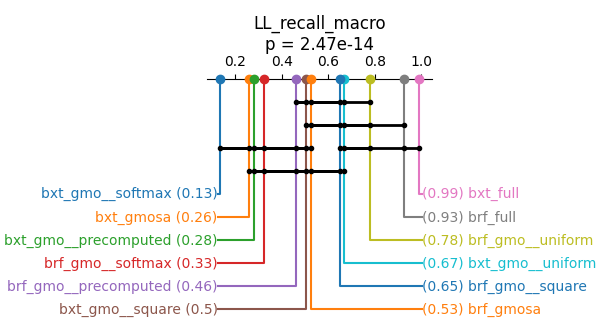 LL_recall_macro
p = 2.47e-14
0.2 0.4 0.6 0.8 1.0
bxt_gmo__softmax (0.13) (0.99) bxt_full
bxt_gmosa (0.26) (0.93) brf_full
bxt_gmo__precomputed (0.28) (0.78) brf_gmo__uniform
brf_gmo__softmax (0.33) (0.67) bxt_gmo__uniform
brf_gmo__precomputed (0.46) (0.65) brf_gmo__square
bxt_gmo__square (0.5) (0.53) brf_gmosa